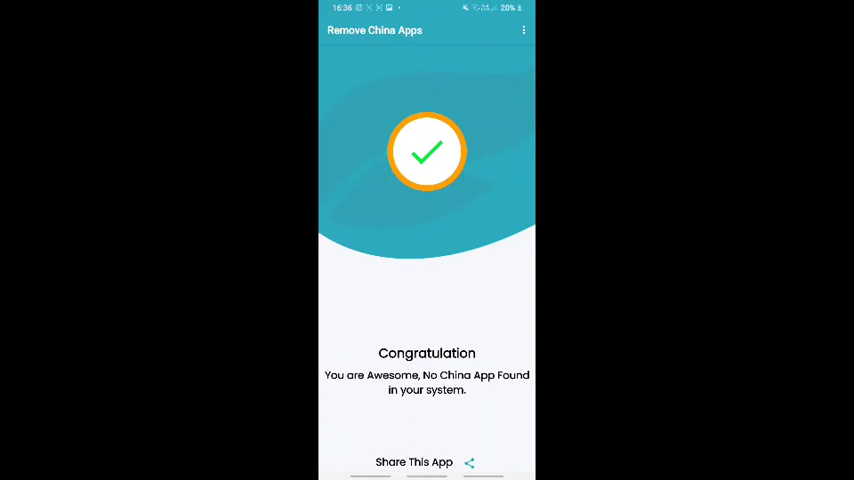 16:36
20%
Remove China Apps
Congratulation
You are Awesome, No China App Found
in your system.
Share This App